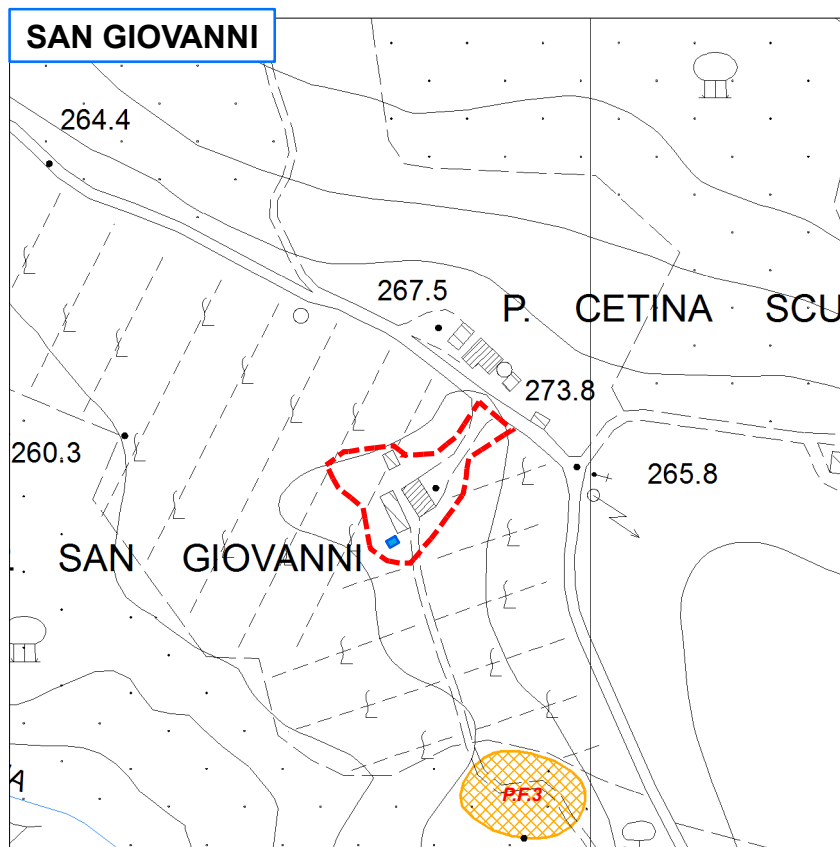 SAN GIOVANNI
264.4
267.5
P. CETINA SCU
273.8
260.3
265.8
. SAN GIOVANNI
P.F.3
A